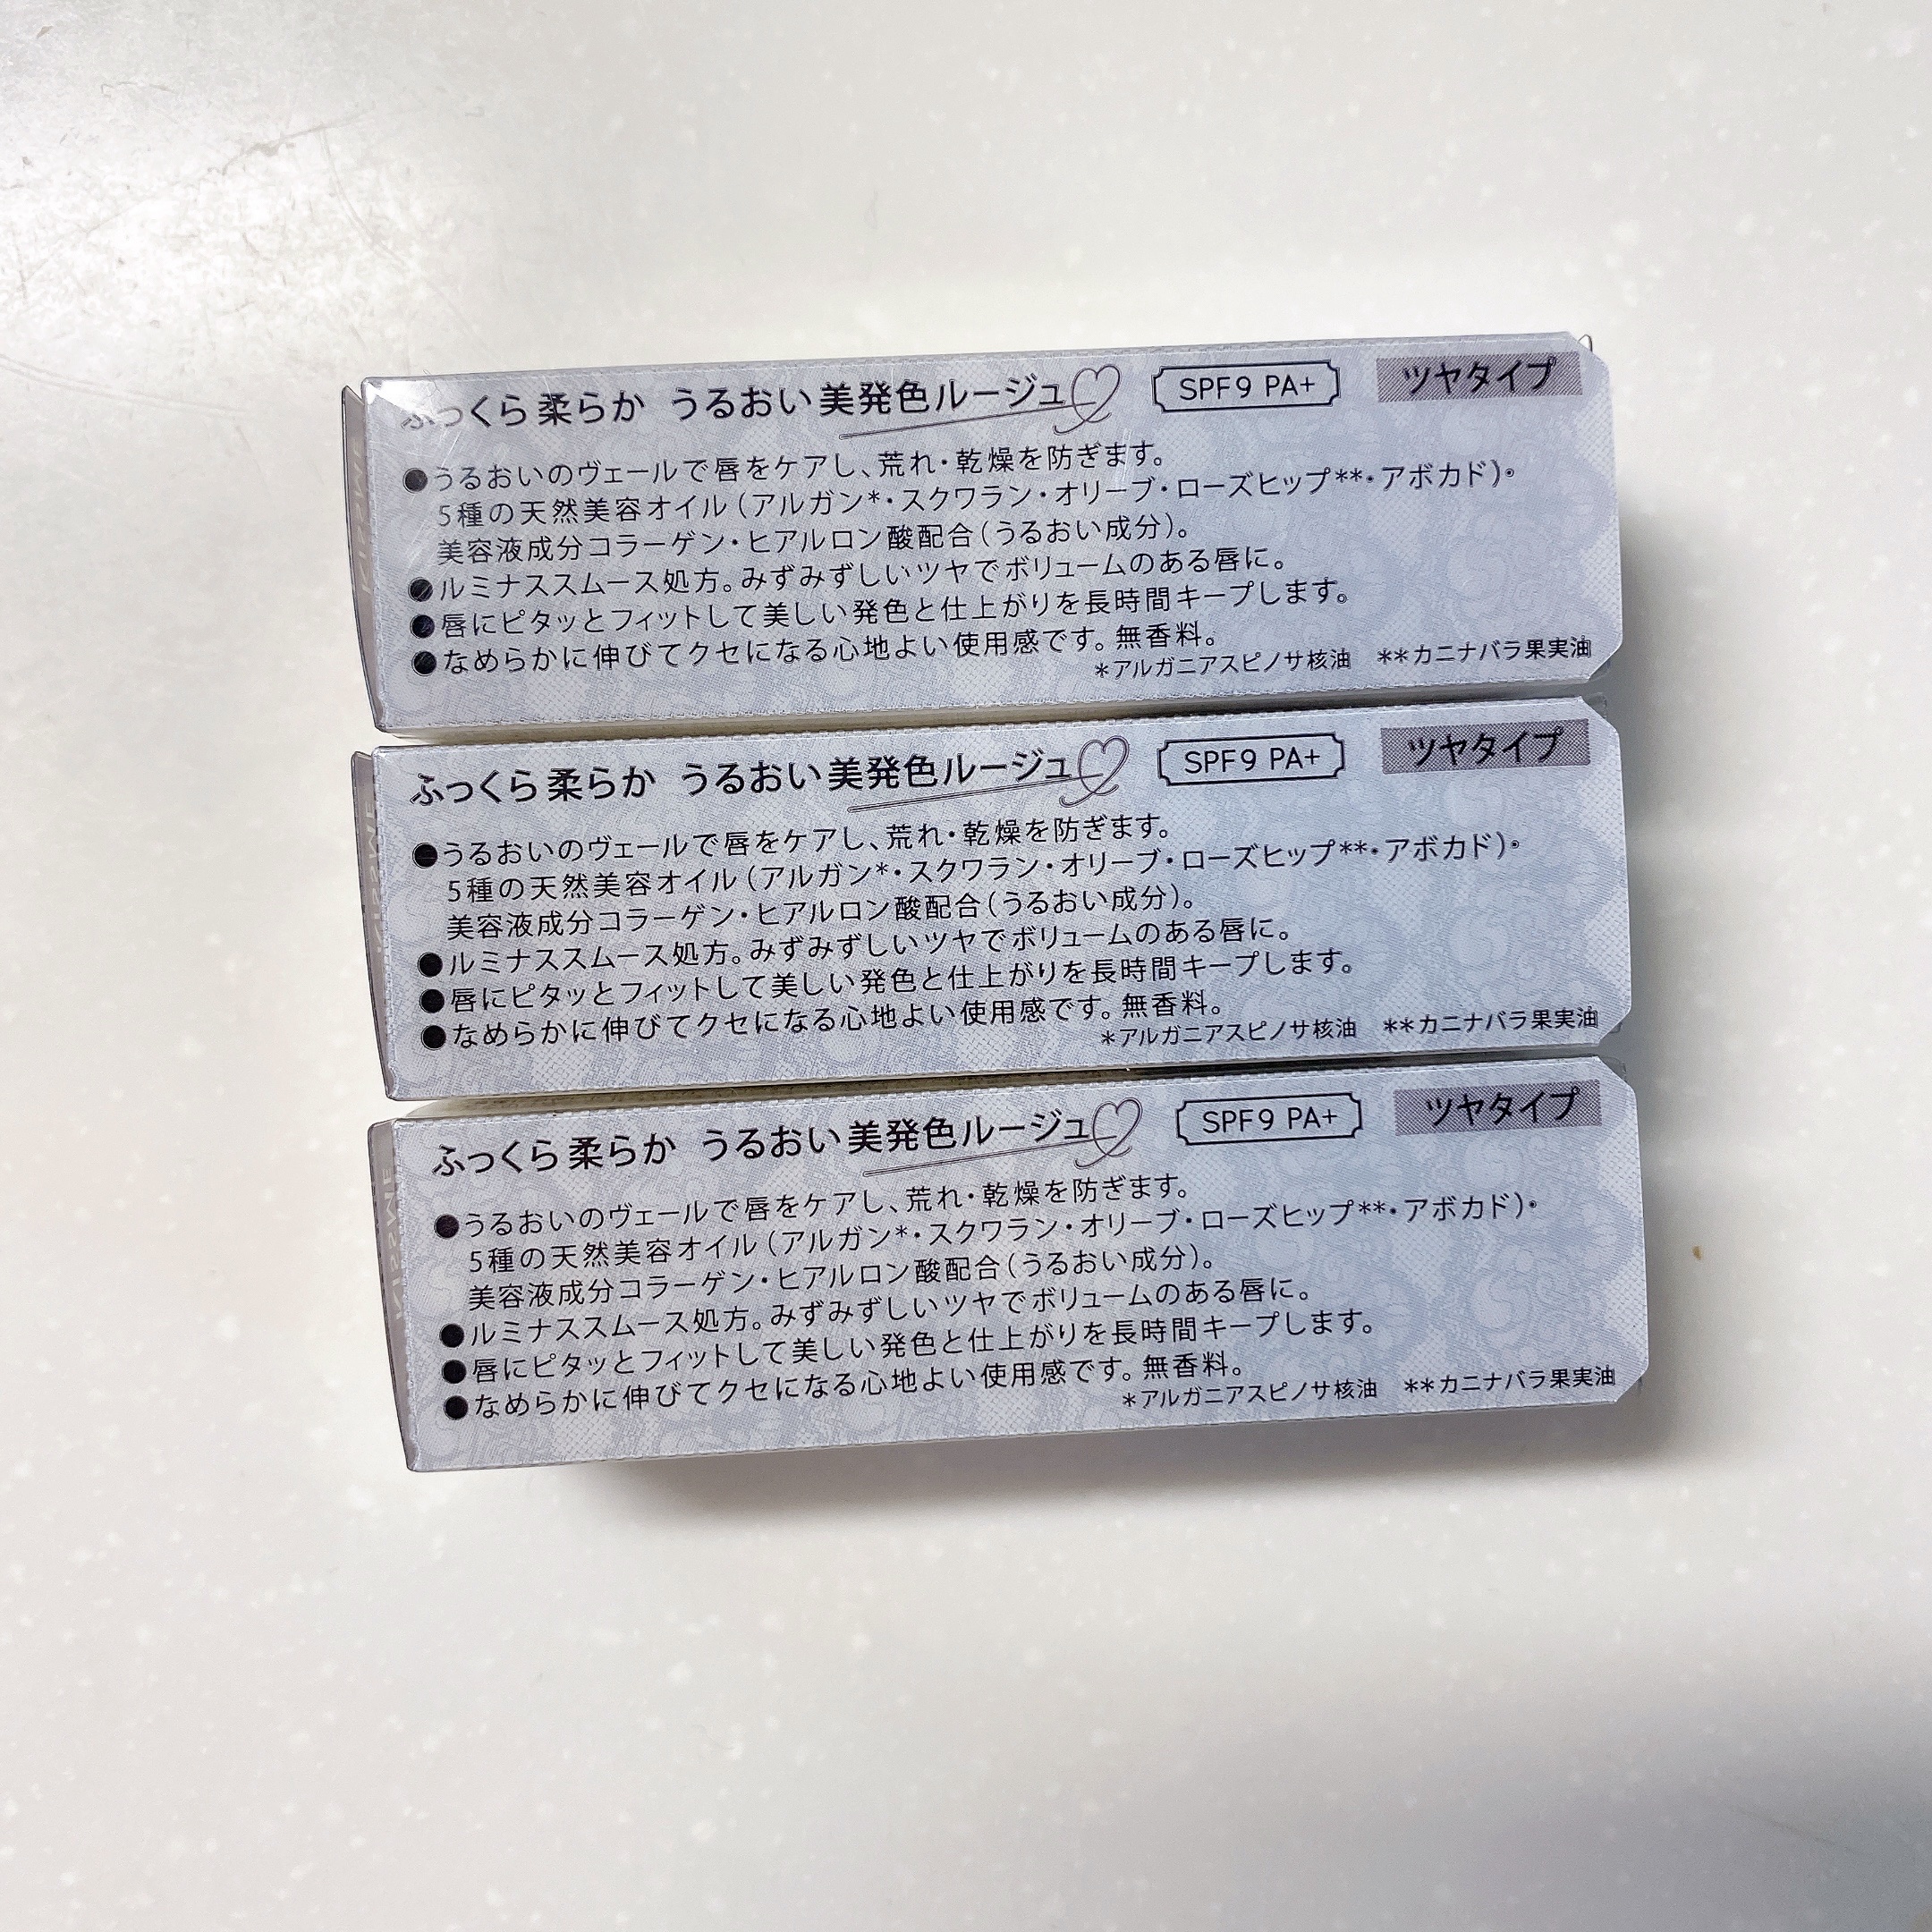 ふっくら柔らか うるおい美発色ルージュ SPF9 PA+ ツヤタイプ
●うるおいのヴェールで唇をケアし、荒れ・乾燥を防ぎます。
5種の天然美容オイル(アルガン*・スクワラン・オリーブ・ローズヒップ**・アボカド)・
美容液成分コラーゲン・ヒアルロン酸配合(うるおい成分)。
●ルミナススムース処方。みずみずしいツヤでボリュームのある唇に。
●唇にピタッとフィットして美しい発色と仕上がりを長時間キープします。
●なめらかに伸びてクセになる心地よい使用感です。無香料。
*アルガニアスピノサ核油 **カニナバラ果実油
ふっくら柔らか うるおい美発色ルージュ SPF9 PA+ ツヤタイプ
●うるおいのヴェールで唇をケアし、荒れ・乾燥を防ぎます。
5種の天然美容オイル(アルガン*・スクワラン・オリーブ・ローズヒップ**・アボカド)・
美容液成分コラーゲン・ヒアルロン酸配合(うるおい成分)。
●ルミナススムース処方。みずみずしいツヤでボリュームのある唇に。
●唇にピタッとフィットして美しい発色と仕上がりを長時間キープします。
●なめらかに伸びてクセになる心地よい使用感です。無香料。
*アルガニアスピノサ核油 **カニナバラ果実油
ふっくら柔らか うるおい美発色ルージュ SPF9 PA+ ツヤタイプ
●うるおいのヴェールで唇をケアし、荒れ・乾燥を防ぎます。
5種の天然美容オイル(アルガン*・スクワラン・オリーブ・ローズヒップ**・アボカド)・
美容液成分コラーゲン・ヒアルロン酸配合(うるおい成分)。
●ルミナススムース処方。みずみずしいツヤでボリュームのある唇に。
●唇にピタッとフィットして美しい発色と仕上がりを長時間キープします。
●なめらかに伸びてクセになる心地よい使用感です。無香料。
*アルガニアスピノサ核油 **カニナバラ果実油